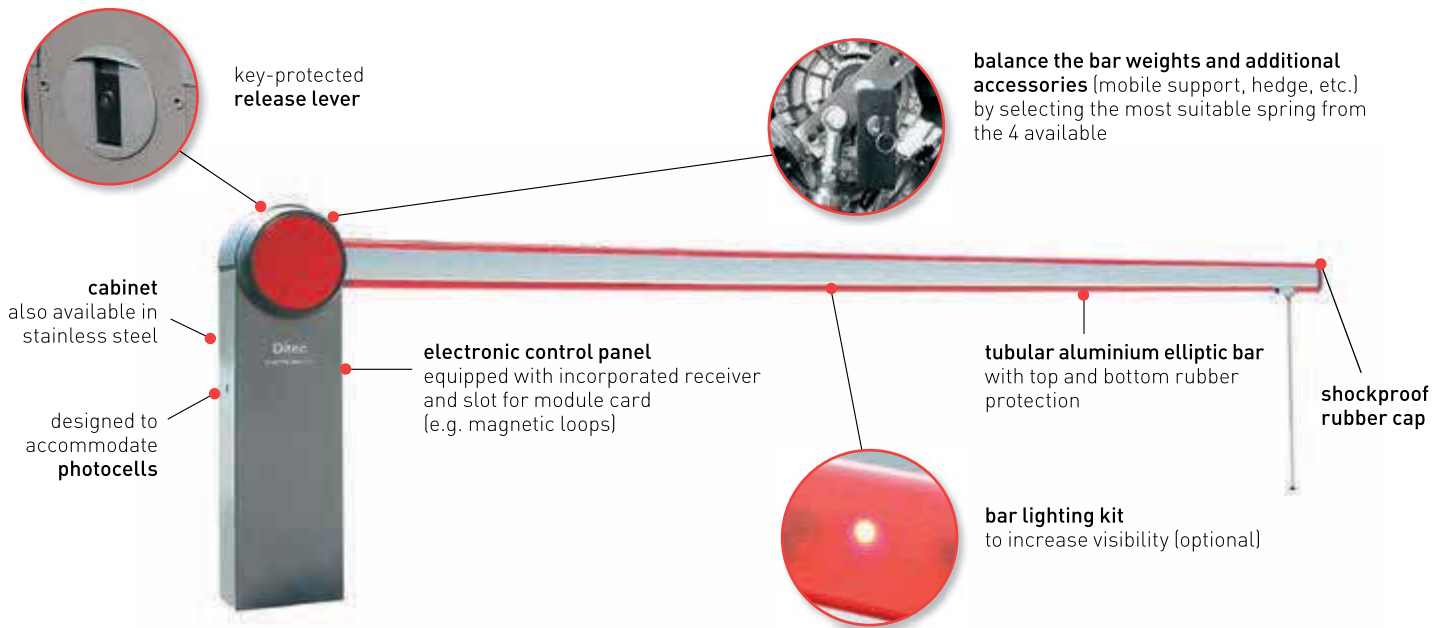 key-protected
release lever
balance the bar weights and additional
accessories (mobile support, hedge, etc.)
by selecting the most suitable spring from
the 4 available
cabinet
also available in
stainless steel
Ditec
electronic control panel
equipped with incorporated receiver
and slot for module card
(e.g. magnetic loops)
designed to
accommodate
photocells
tubular aluminium elliptic bar
with top and bottom rubber
protection
shockproof
rubber cap
bar lighting kit
to increase visibility (optional)